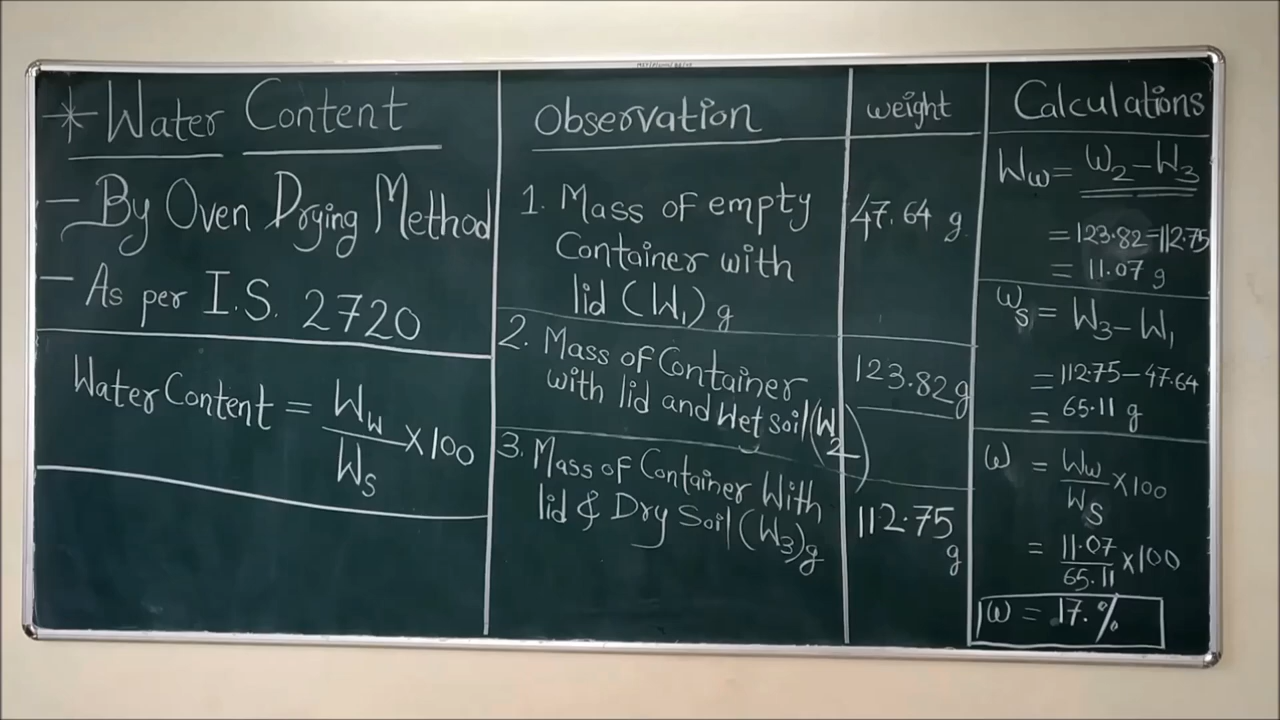 * Water Content
- By Oven Drying Method
- As per I.S. 2720
Water Content = Ww/Ws × 100
Observation
weight
1. Mass of empty
Container with
lid (W1) g
47.64 g
2. Mass of Container
with lid and Wet Soil (W2)
123.82 g
3. Mass of Container With
lid & Dry Soil (W3) g
112.75
g
Calculations
Ww = W2 - W3
= 123.82 - 112.75
= 11.07 g
Ws = W3 - W1
= 112.75 - 47.64
= 65.11 g
ω = Ww/Ws × 100
= 11.07/65.11 × 100
ω = 17.%